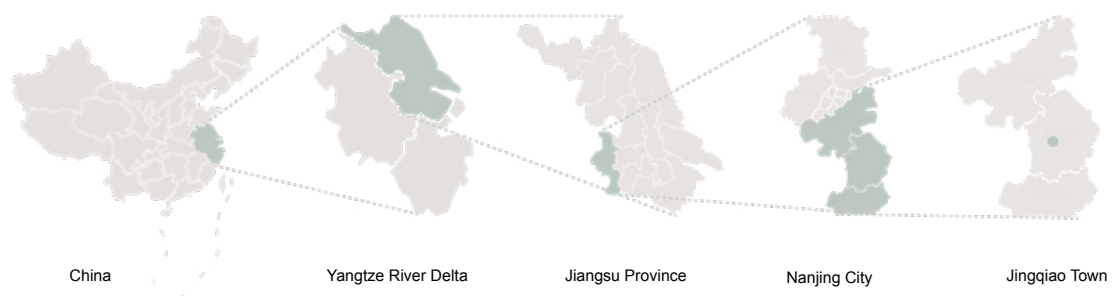 China
Yangtze River Delta
Jiangsu Province
Nanjing City
Jingqiao Town